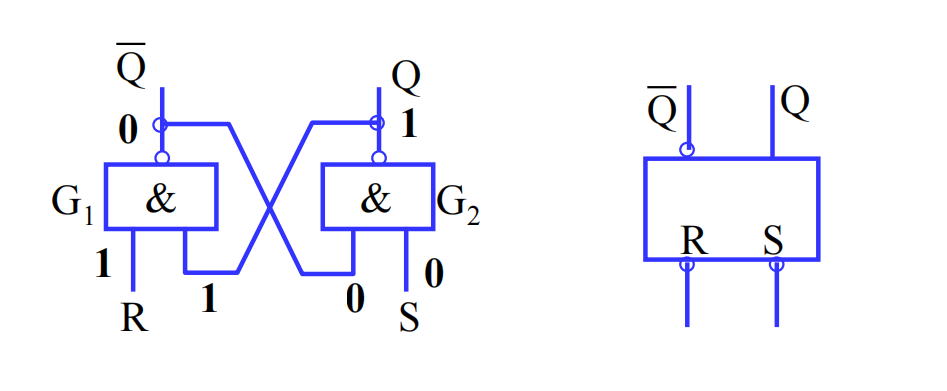 Q̅ Q
0 1
G₁ & & G₂
1 1 0 0
R S
Q̅ Q
R S